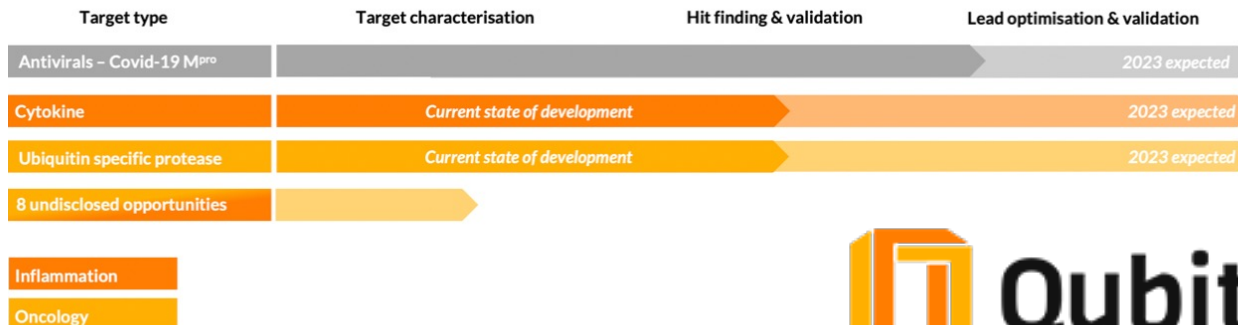 Target type Target characterisation Hit finding & validation Lead optimisation & validation
Antivirals – Covid-19 Mᵖʳᵒ 2023 expected
Cytokine Current state of development 2023 expected
Ubiquitin specific protease Current state of development 2023 expected
8 undisclosed opportunities
Inflammation
Oncology
Qubit